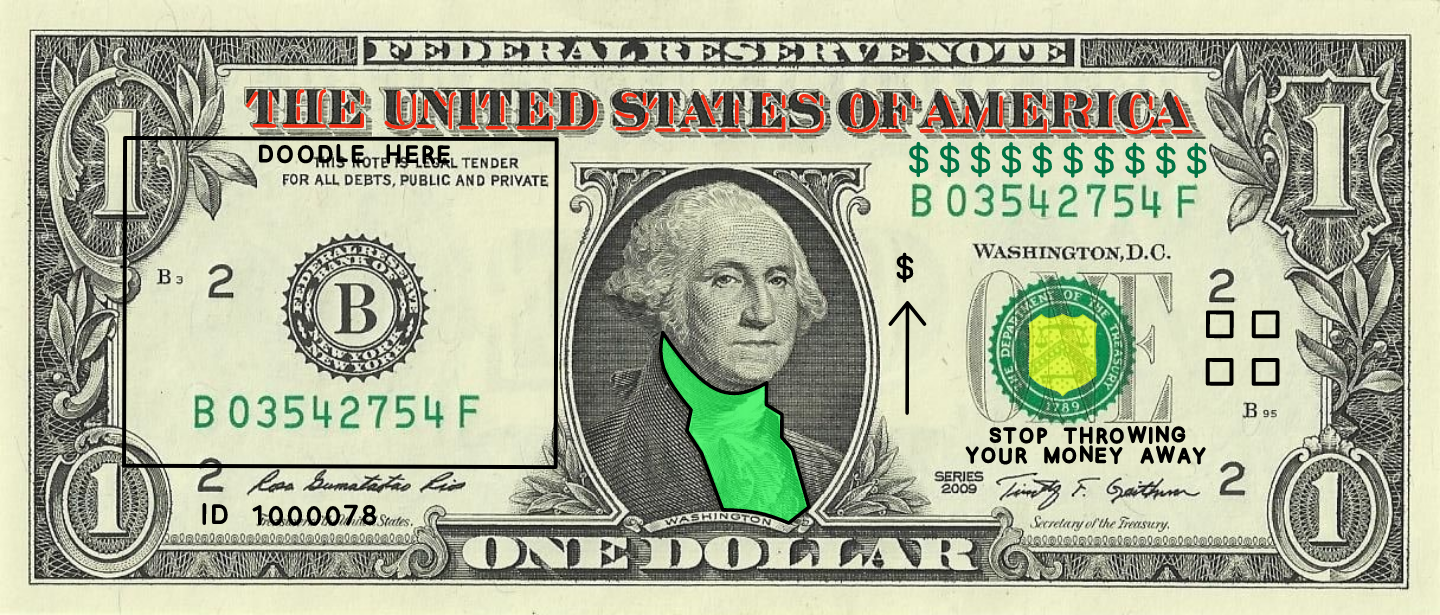 FEDERAL RESERVE NOTE
1
1
THE UNITED STATES OF AMERICA
DOODLE HERE
THIS NOTE IS LEGAL TENDER
FOR ALL DEBTS, PUBLIC AND PRIVATE
$$$$$$$$$$
B 03542754 F
WASHINGTON, D.C.
B 3
2
FEDERAL RESERVE
BANK OF
NEW YORK
NEW YORK
B
$
ONE
THE DEPARTMENT OF THE TREASURY
1789
2
B 03542754 F
B 95
STOP THROWING
YOUR MONEY AWAY
2
Rosa Gumataotao Rios
SERIES
2009
Timothy F. Geithner
2
ID 1000078
Treasurer of the United States.
WASHINGTON
Secretary of the Treasury.
1
ONE DOLLAR
1